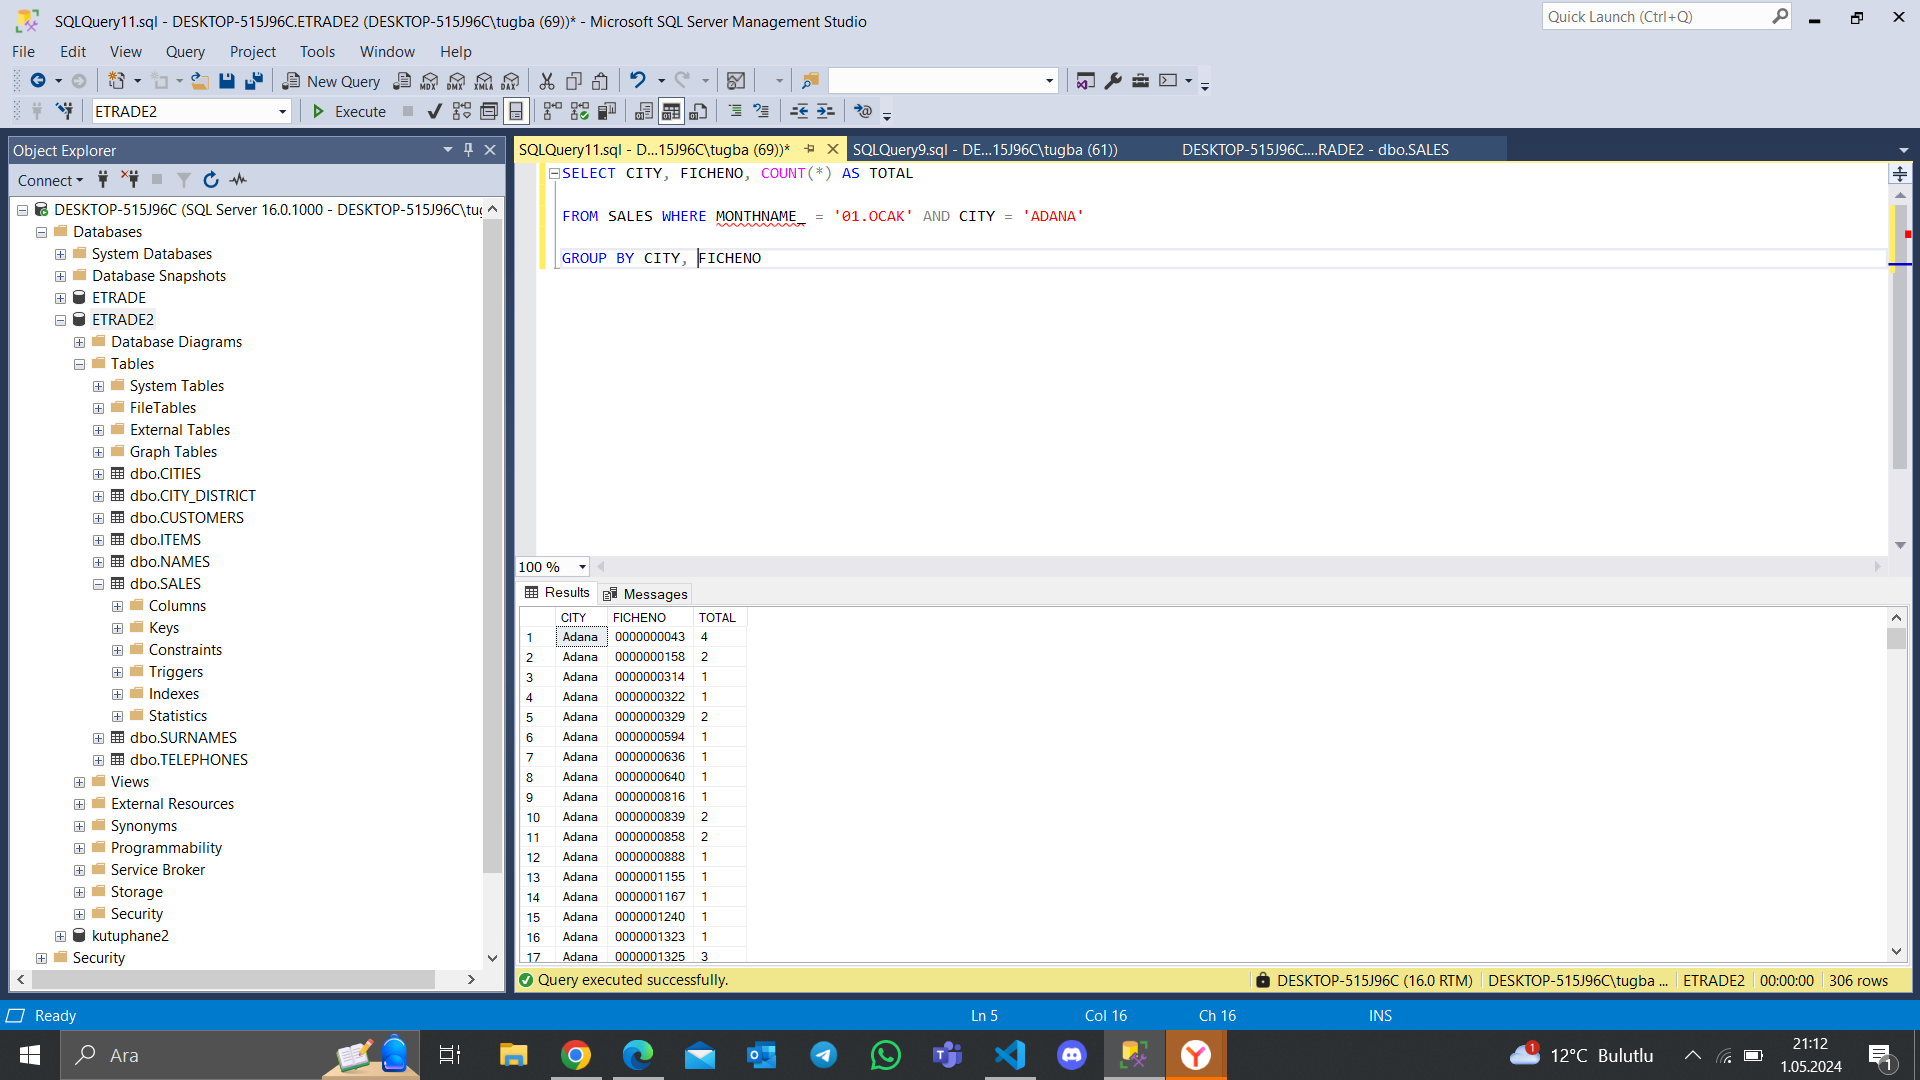 SQLQuery11.sql - DESKTOP-515J96C.ETRADE2 (DESKTOP-515J96C\tugba (69))* - Microsoft SQL Server Management Studio
Quick Launch (Ctrl+Q)
File Edit View Query Project Tools Window Help
New Query
MDX DMX XMLA DAX
ETRADE2
Execute
Object Explorer
Connect
DESKTOP-515J96C (SQL Server 16.0.1000 - DESKTOP-515J96C\tug
Databases
System Databases
Database Snapshots
ETRADE
ETRADE2
Database Diagrams
Tables
System Tables
FileTables
External Tables
Graph Tables
dbo.CITIES
dbo.CITY_DISTRICT
dbo.CUSTOMERS
dbo.ITEMS
dbo.NAMES
dbo.SALES
Columns
Keys
Constraints
Triggers
Indexes
Statistics
dbo.SURNAMES
dbo.TELEPHONES
Views
External Resources
Synonyms
Programmability
Service Broker
Storage
Security
kutuphane2
Security
SQLQuery11.sql - D...15J96C\tugba (69))*
SQLQuery9.sql - DE...15J96C\tugba (61))
DESKTOP-515J96C....RADE2 - dbo.SALES
SELECT CITY, FICHENO, COUNT(*) AS TOTAL
FROM SALES WHERE MONTHNAME_ = '01.OCAK' AND CITY = 'ADANA'
GROUP BY CITY, FICHENO
100 %
Results Messages
CITY FICHENO TOTAL
1 Adana 0000000043 4
2 Adana 0000000158 2
3 Adana 0000000314 1
4 Adana 0000000322 1
5 Adana 0000000329 2
6 Adana 0000000594 1
7 Adana 0000000636 1
8 Adana 0000000640 1
9 Adana 0000000816 1
10 Adana 0000000839 2
11 Adana 0000000858 2
12 Adana 0000000888 1
13 Adana 0000001155 1
14 Adana 0000001167 1
15 Adana 0000001240 1
16 Adana 0000001323 1
17 Adana 0000001325 3
Query executed successfully.
DESKTOP-515J96C (16.0 RTM) DESKTOP-515J96C\tugba ... ETRADE2 00:00:00 306 rows
Ready
Ln 5 Col 16 Ch 16 INS
Ara
1
12°C Bulutlu
21:12
1.05.2024
1